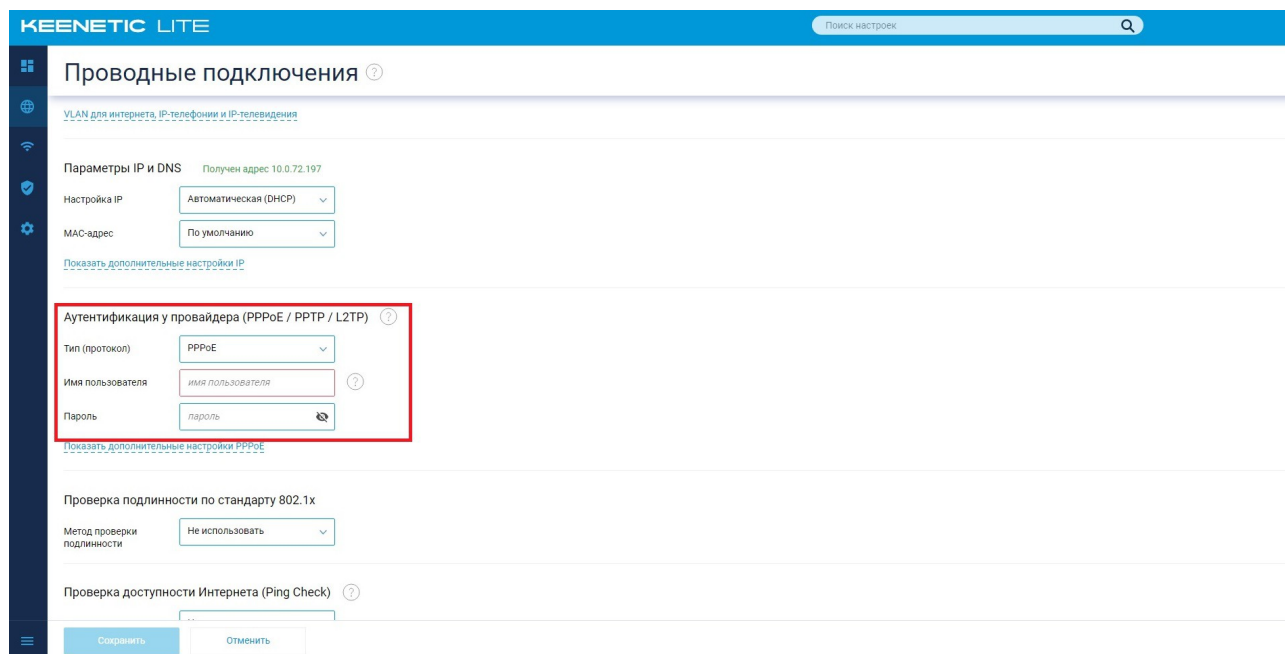 KEENETIC LITE
Поиск настроек
Проводные подключения ?
VLAN для интернета, IP-телефонии и IP-телевидения
Параметры IP и DNS Получен адрес 10.0.72.197
Настройка IP Автоматическая (DHCP)
MAC-адрес По умолчанию
Показать дополнительные настройки IP
Аутентификация у провайдера (PPPoE / PPTP / L2TP) ?
Тип (протокол) PPPoE
Имя пользователя имя пользователя ?
Пароль пароль
Показать дополнительные настройки PPPoE
Проверка подлинности по стандарту 802.1x
Метод проверки
подлинности
Не использовать
Проверка доступности Интернета (Ping Check) ?
Сохранить Отменить